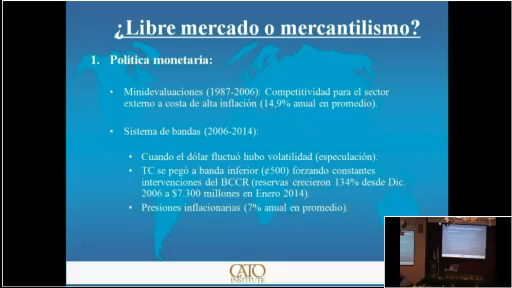 ¿Libre mercado o mercantilismo?
1. Política monetaria:
• Minidevaluaciones (1987-2006): Competitividad para el sector
externo a costa de alta inflación (14,9% anual en promedio).
• Sistema de bandas (2006-2014):
• Cuando el dólar fluctuó hubo volatilidad (especulación).
• TC se pegó a banda inferior (¢500) forzando constantes
intervenciones del BCCR (reservas crecieron 134% desde Dic.
2006 a $7.300 millones en Enero 2014).
• Presiones inflacionarias (7% anual en promedio).
CATO
INSTITUTE